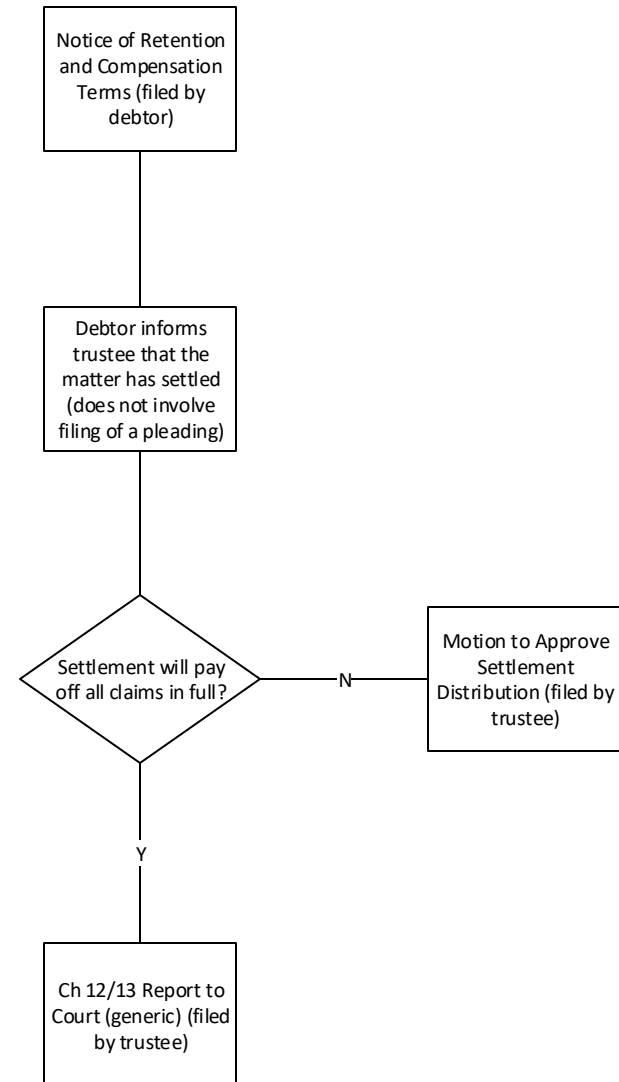 Notice of Retention
and Compensation
Terms (filed by
debtor)
Debtor informs
trustee that the
matter has settled
(does not involve
filing of a pleading)
Settlement will pay
off all claims in full?
N
Motion to Approve
Settlement
Distribution (filed by
trustee)
Y
Ch 12/13 Report to
Court (generic) (filed
by trustee)